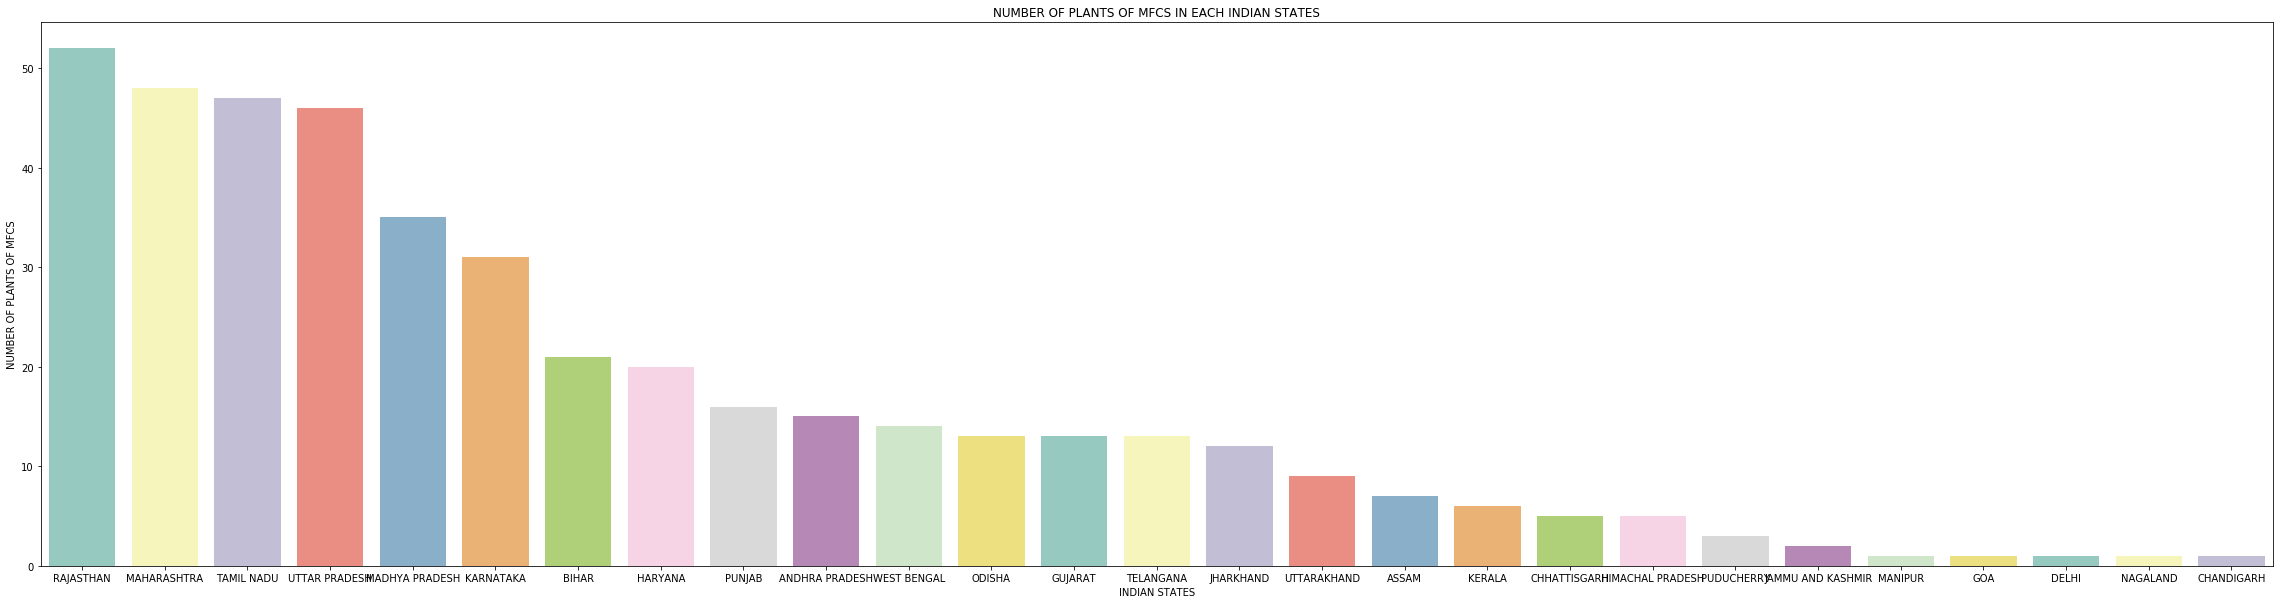 NUMBER OF PLANTS OF MFCS IN EACH INDIAN STATES
NUMBER OF PLANTS OF MFCS
50
40
30
20
10
0
RAJASTHAN MAHARASHTRA TAMIL NADU UTTAR PRADESH MADHYA PRADESH KARNATAKA BIHAR HARYANA PUNJAB ANDHRA PRADESH WEST BENGAL ODISHA GUJARAT TELANGANA JHARKHAND UTTARAKHAND ASSAM KERALA CHHATTISGARH HIMACHAL PRADESH PUDUCHERRY JAMMU AND KASHMIR MANIPUR GOA DELHI NAGALAND CHANDIGARH
INDIAN STATES